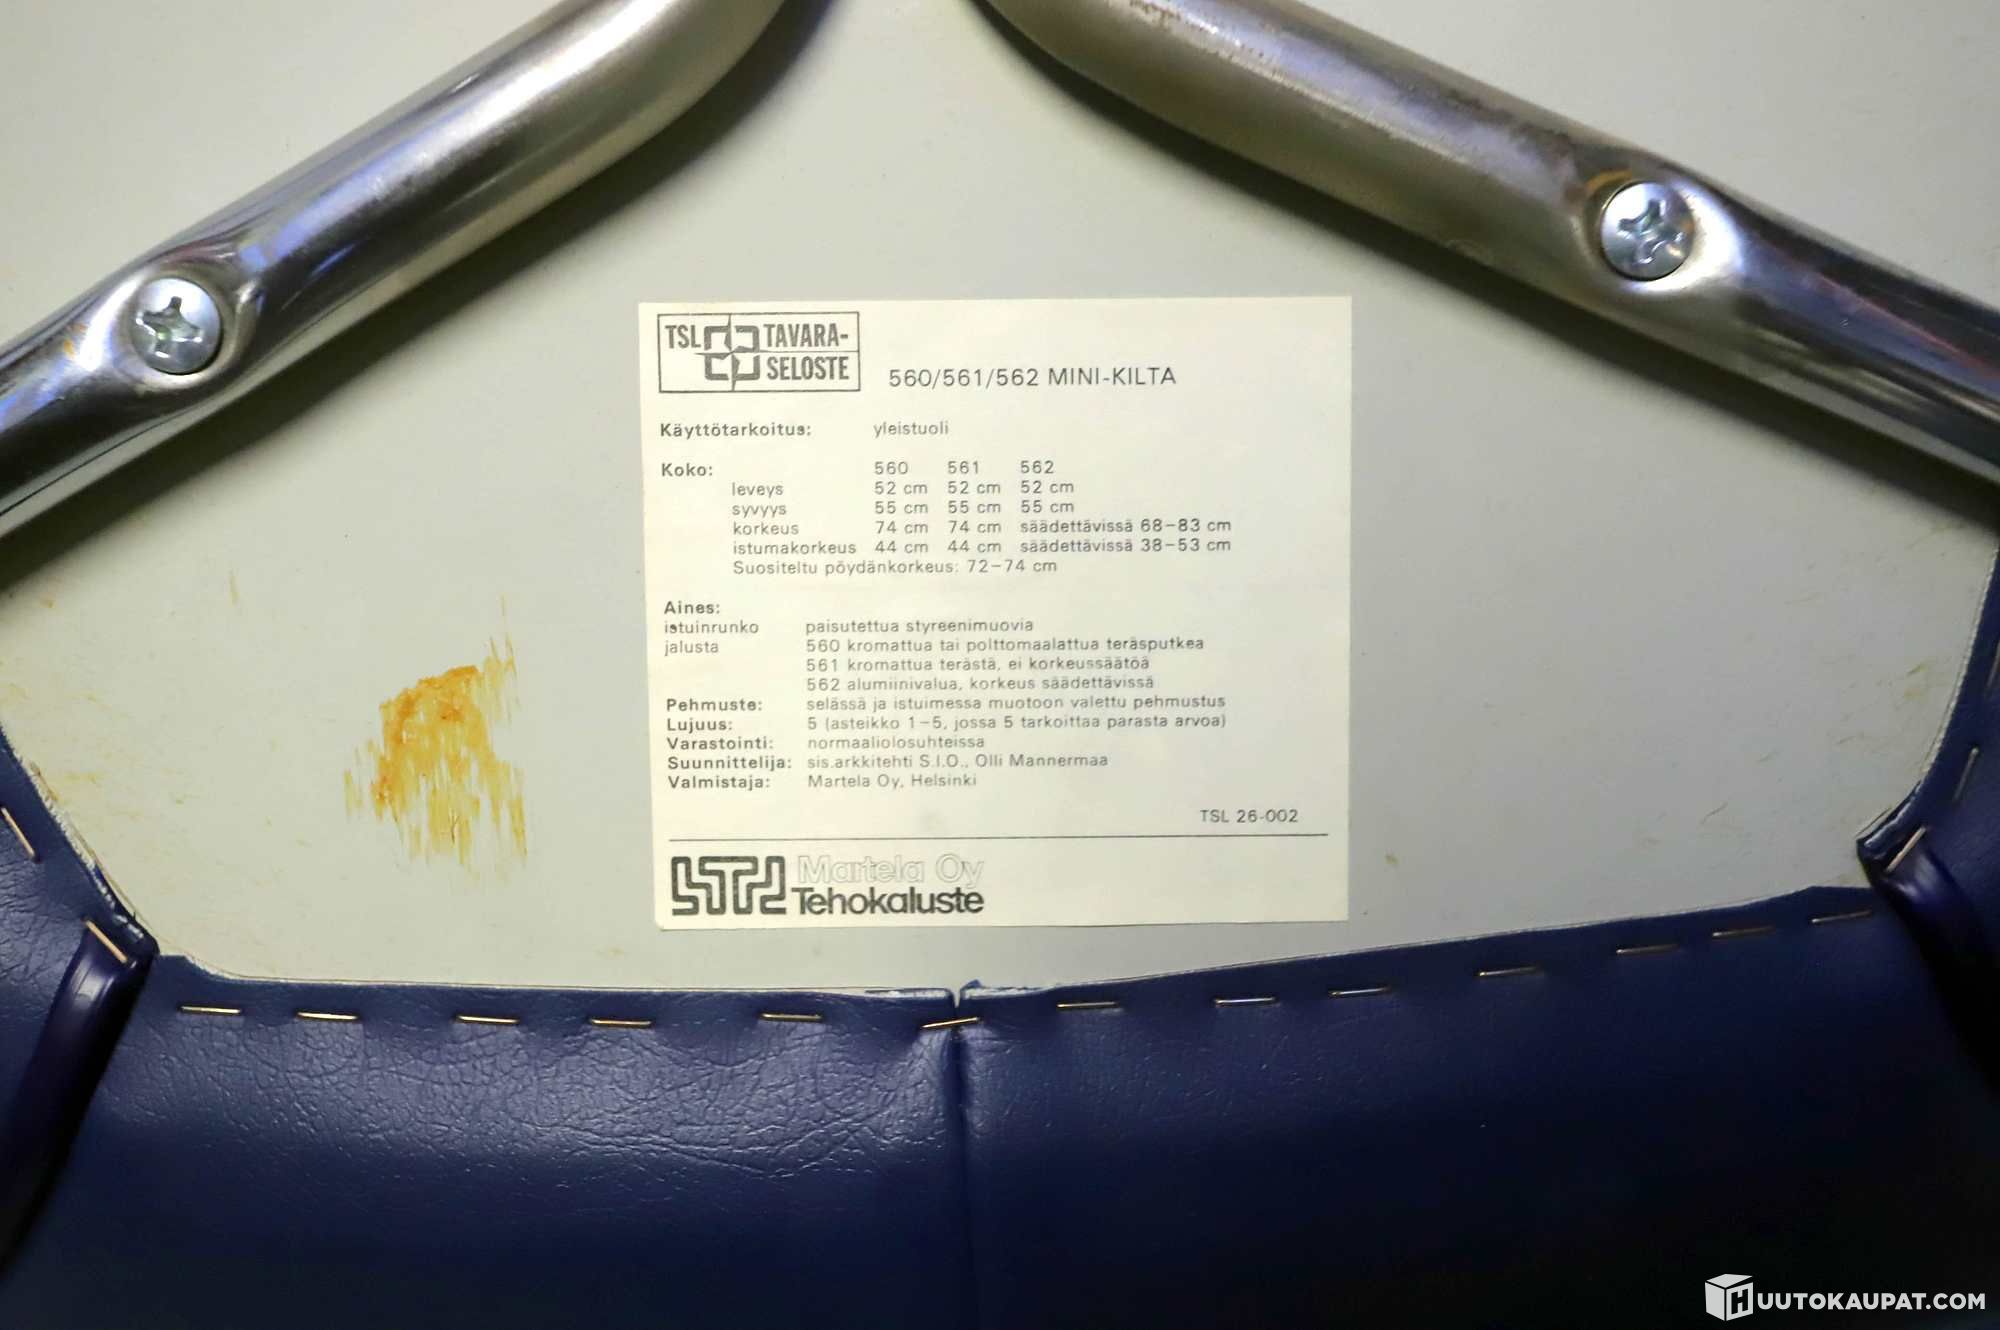 TSL TAVARA-
SELOSTE
560/561/562 MINI-KILTA
Käyttötarkoitus: yleistuoli
Koko: 560 561 562
leveys 52 cm 52 cm 52 cm
syvyys 55 cm 55 cm 55 cm
korkeus 74 cm 74 cm säädettävissä 68–83 cm
istumakorkeus 44 cm 44 cm säädettävissä 38–53 cm
Suositeltu pöydänkorkeus: 72–74 cm
Aines:
istuinrunko paisutettua styreenimuovia
jalusta 560 kromattua tai polttomaalattua teräsputkea
561 kromattua terästä, ei korkeussäätöä
562 alumiinivalua, korkeus säädettävissä
Pehmuste: selässä ja istuimessa muotoon valettu pehmustus
Lujuus: 5 (asteikko 1–5, jossa 5 tarkoittaa parasta arvoa)
Varastointi: normaaliolosuhteissa
Suunnittelija: sis.arkkitehti S.I.O., Olli Mannermaa
Valmistaja: Martela Oy, Helsinki
TSL 26-002
Martela Oy
Tehokaluste
HUUTOKAUPAT.COM